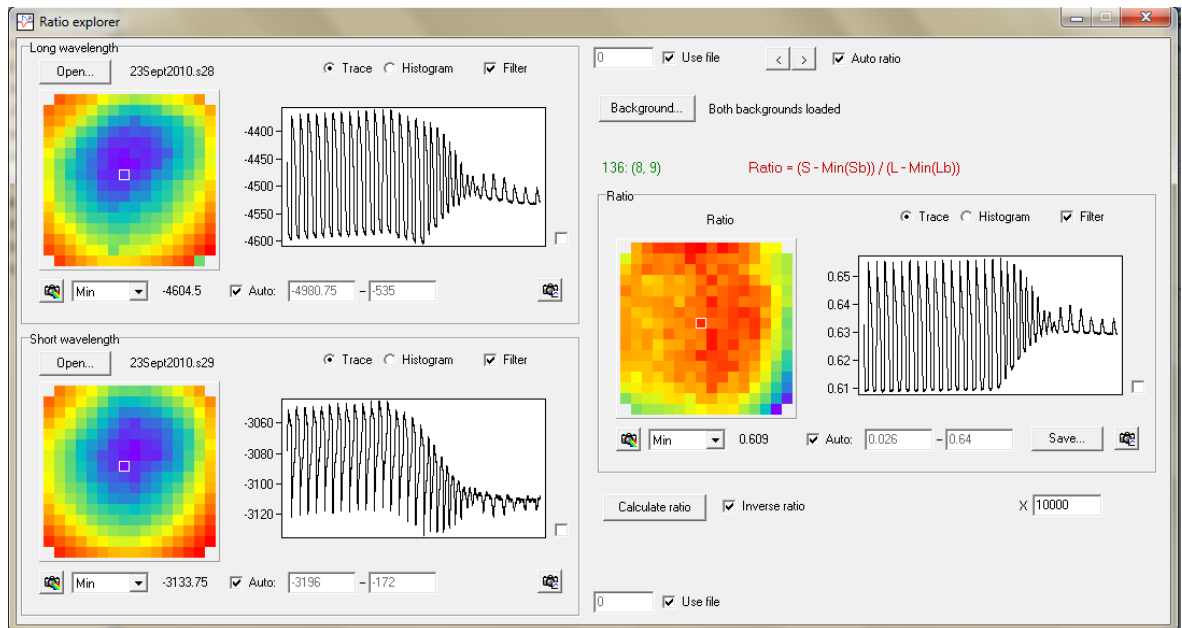 Ratio explorer
Long wavelength
Open... 23Sept2010.s28 Trace Histogram Filter
-4400
-4450
-4500
-4550
-4600
Min -4604.5 Auto: -4980.75 - -535
Short wavelength
Open... 23Sept2010.s29 Trace Histogram Filter
-3060
-3080
-3100
-3120
Min -3133.75 Auto: -3196 - -172
0 Use file < > Auto ratio
Background... Both backgrounds loaded
136: (8, 9) Ratio = (S - Min(Sb)) / (L - Min(Lb))
Ratio
Ratio Trace Histogram Filter
0.65
0.64
0.63
0.62
0.61
Min 0.609 Auto: 0.026 - 0.64 Save...
Calculate ratio Inverse ratio X 10000
0 Use file